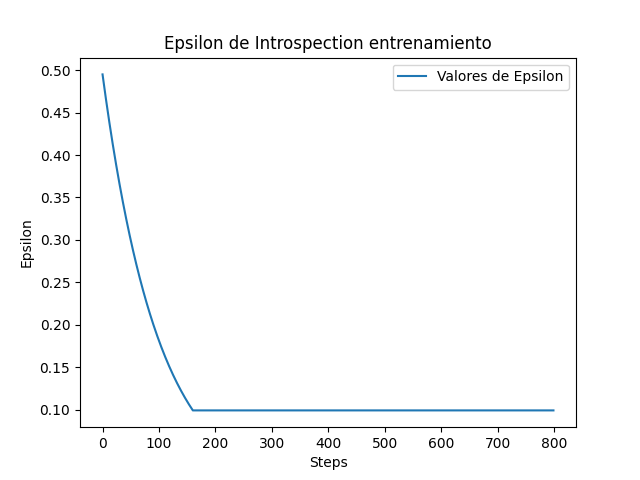 Epsilon de Introspection entrenamiento
Valores de Epsilon
0.50
0.45
0.40
0.35
0.30
0.25
0.20
0.15
0.10
Epsilon
0 100 200 300 400 500 600 700 800
Steps